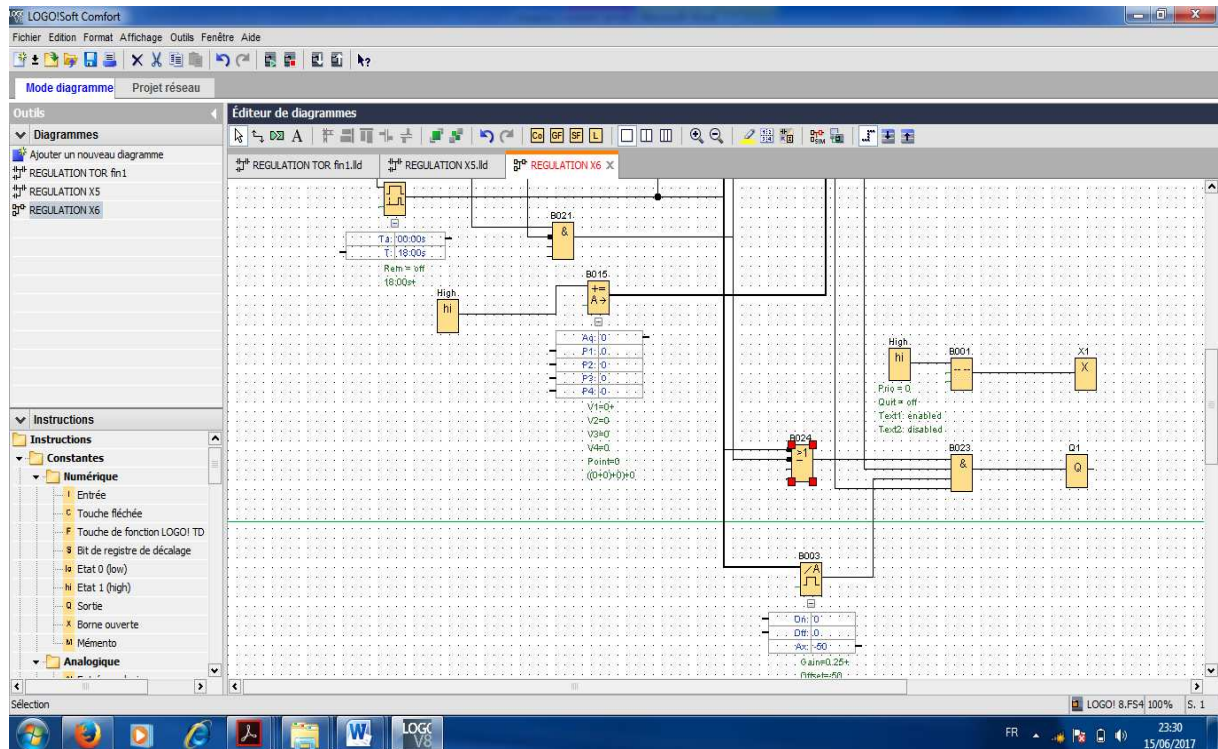 LOGO!Soft Comfort
Fichier Edition Format Affichage Outils Fenêtre Aide
Mode diagramme Projet réseau
Outils
Diagrammes
Ajouter un nouveau diagramme
REGULATION TOR fin1
REGULATION X5
REGULATION X6
Instructions
Instructions
Constantes
Numérique
I Entrée
C Touche fléchée
F Touche de fonction LOGO! TD
S Bit de registre de décalage
lo Etat 0 (low)
hi Etat 1 (high)
Q Sortie
X Borne ouverte
M Mémento
Analogique
Éditeur de diagrammes
A Co GF SF L
REGULATION TOR fin1.lld REGULATION X5.lld REGULATION X6
B021
&
Ta: 00:00s
T: 18:00s
Rem = off
18:00s+
High
hi
B015
+=
A→
Aq: 0
P1: 0
P2: 0
P3: 0
P4: 0
V1=0+
V2=0
V3=0
V4=0
Point=0
((0+0)+0)+0
High
hi
B001
X1
X
Prio = 0
Quit = off
Text1: enabled
Text2: disabled
B024
>1
B023
&
Q1
Q
B003
/A
On: 0
Off: 0
Ax: -50
Gain=0.25+
Offset=-50
Sélection
LOGO! 8.FS4 100% S. 1
W
LOGO
V8
FR
23:30
15/06/2017